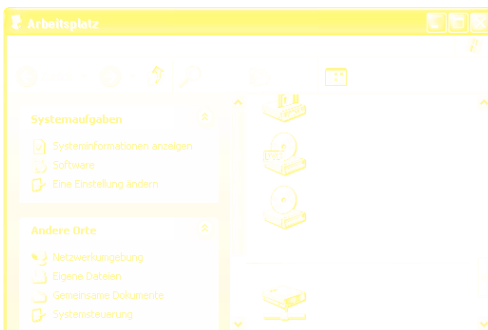 Arbeitsplatz
Systemaufgaben
Systeminformationen anzeigen
Software
Eine Einstellung ändern
Andere Orte
Netzwerkumgebung
Eigene Dateien
Gemeinsame Dokumente
Systemsteuerung